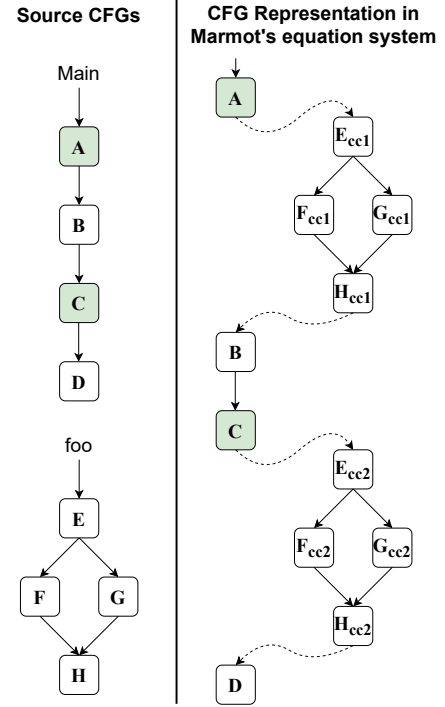 Source CFGs
Main
A
B
C
D
foo
E
F G
H
CFG Representation in
Marmot's equation system
A
Ecc1
Fcc1 Gcc1
Hcc1
B
C
Ecc2
Fcc2 Gcc2
Hcc2
D